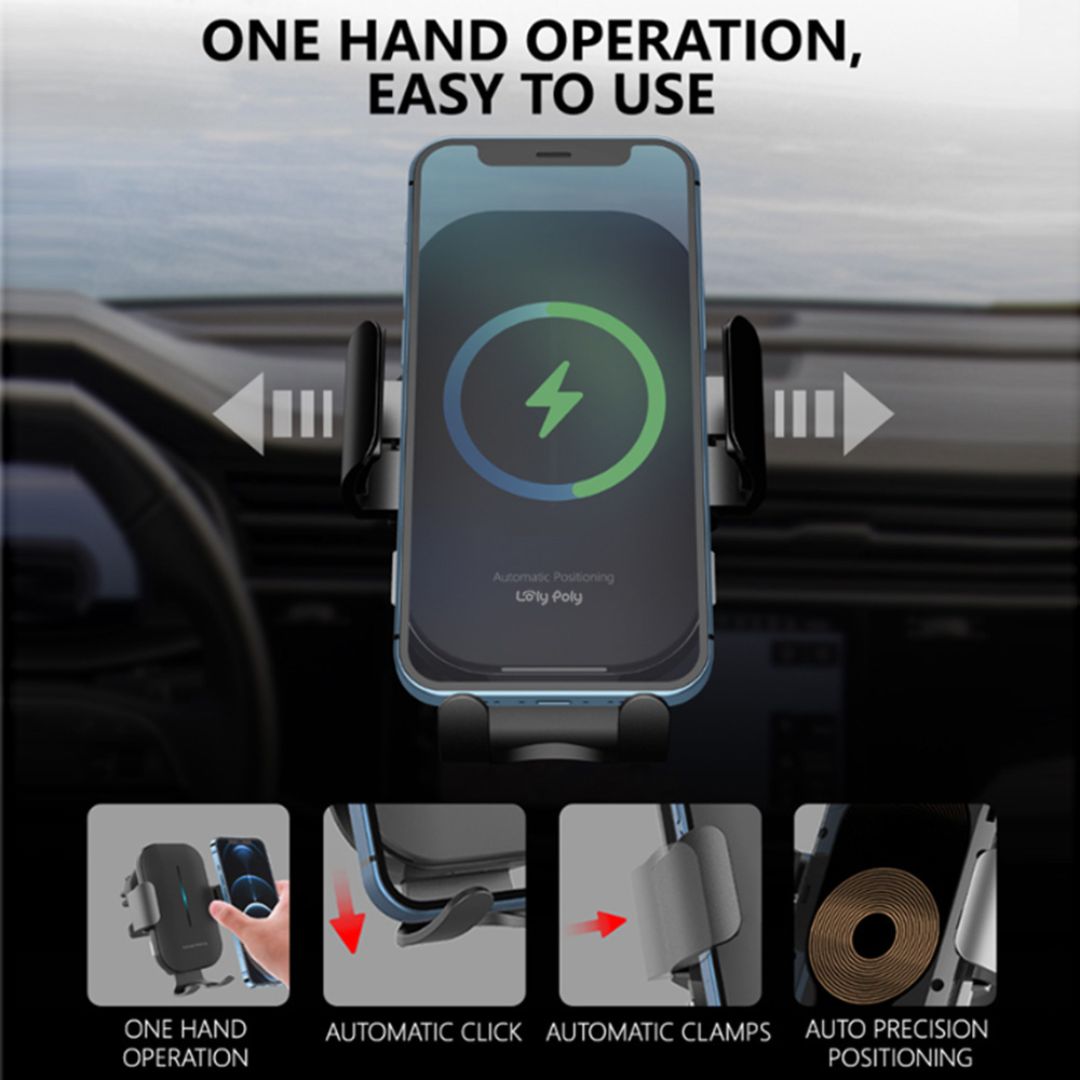 ONE HAND OPERATION,
EASY TO USE
Automatic Positioning
Loly Poly
ONE HAND
OPERATION
AUTOMATIC CLICK
AUTOMATIC CLAMPS
AUTO PRECISION
POSITIONING